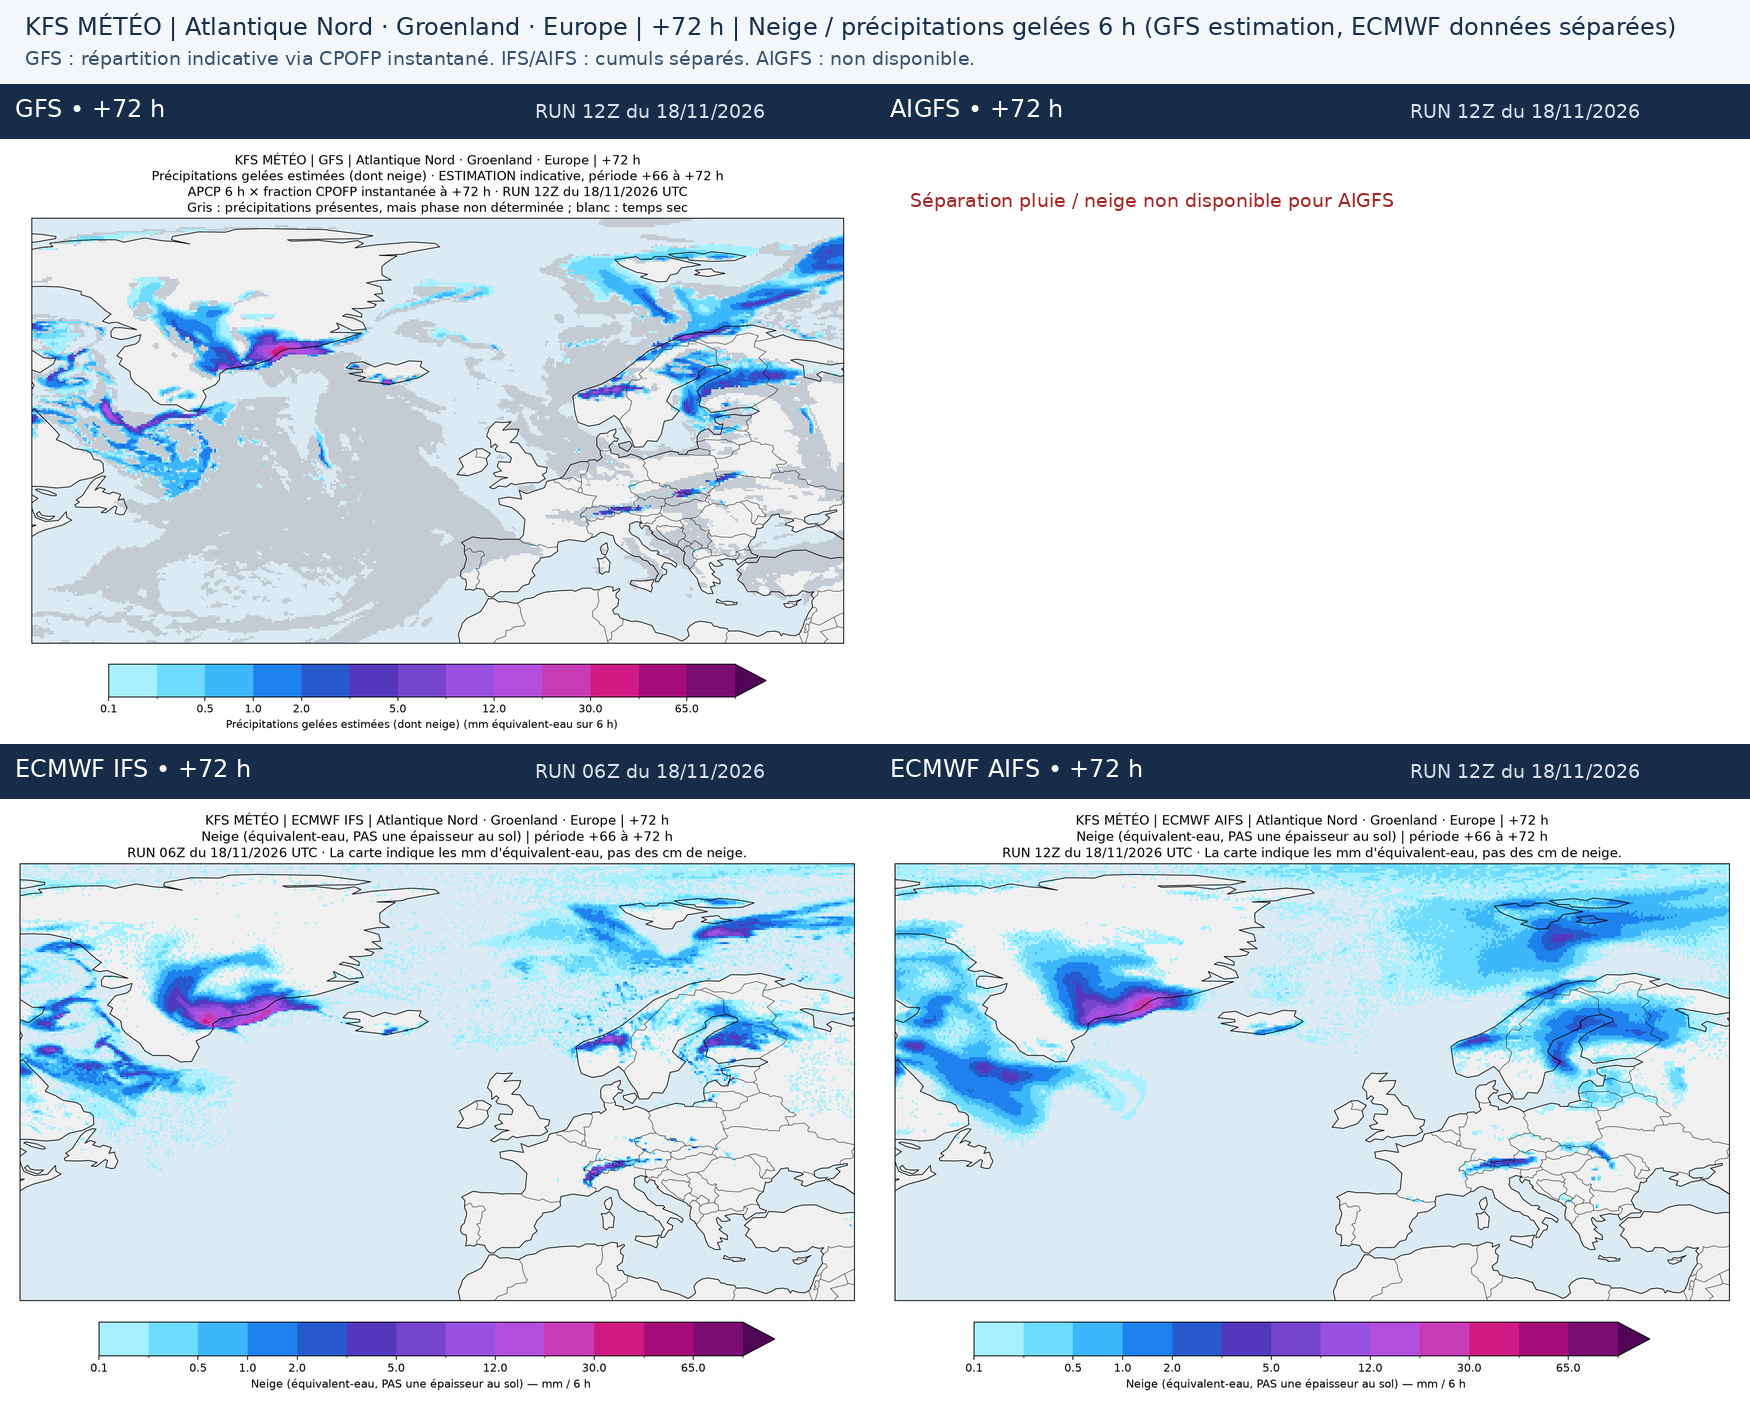 KFS MÉTÉO | Atlantique Nord · Groenland · Europe | +72 h | Neige / précipitations gelées 6 h (GFS estimation, ECMWF données séparées)
GFS : répartition indicative via CPOFP instantané. IFS/AIFS : cumuls séparés. AIGFS : non disponible.
GFS • +72 h
RUN 12Z du 18/11/2026
AIGFS • +72 h
RUN 12Z du 18/11/2026
KFS MÉTÉO | GFS | Atlantique Nord · Groenland · Europe | +72 h
Précipitations gelées estimées (dont neige) · ESTIMATION indicative, période +66 à +72 h
APCP 6 h × fraction CPOFP instantanée à +72 h · RUN 12Z du 18/11/2026 UTC
Gris : précipitations présentes, mais phase non déterminée ; blanc : temps sec
Séparation pluie / neige non disponible pour AIGFS
0.1 0.5 1.0 2.0 5.0 12.0 30.0 65.0
Précipitations gelées estimées (dont neige) (mm équivalent-eau sur 6 h)
ECMWF IFS • +72 h
RUN 06Z du 18/11/2026
ECMWF AIFS • +72 h
RUN 12Z du 18/11/2026
KFS MÉTÉO | ECMWF IFS | Atlantique Nord · Groenland · Europe | +72 h
Neige (équivalent-eau, PAS une épaisseur au sol) | période +66 à +72 h
RUN 06Z du 18/11/2026 UTC · La carte indique les mm d'équivalent-eau, pas des cm de neige.
KFS MÉTÉO | ECMWF AIFS | Atlantique Nord · Groenland · Europe | +72 h
Neige (équivalent-eau, PAS une épaisseur au sol) | période +66 à +72 h
RUN 12Z du 18/11/2026 UTC · La carte indique les mm d'équivalent-eau, pas des cm de neige.
0.1 0.5 1.0 2.0 5.0 12.0 30.0 65.0
Neige (équivalent-eau, PAS une épaisseur au sol) — mm / 6 h
0.1 0.5 1.0 2.0 5.0 12.0 30.0 65.0
Neige (équivalent-eau, PAS une épaisseur au sol) — mm / 6 h